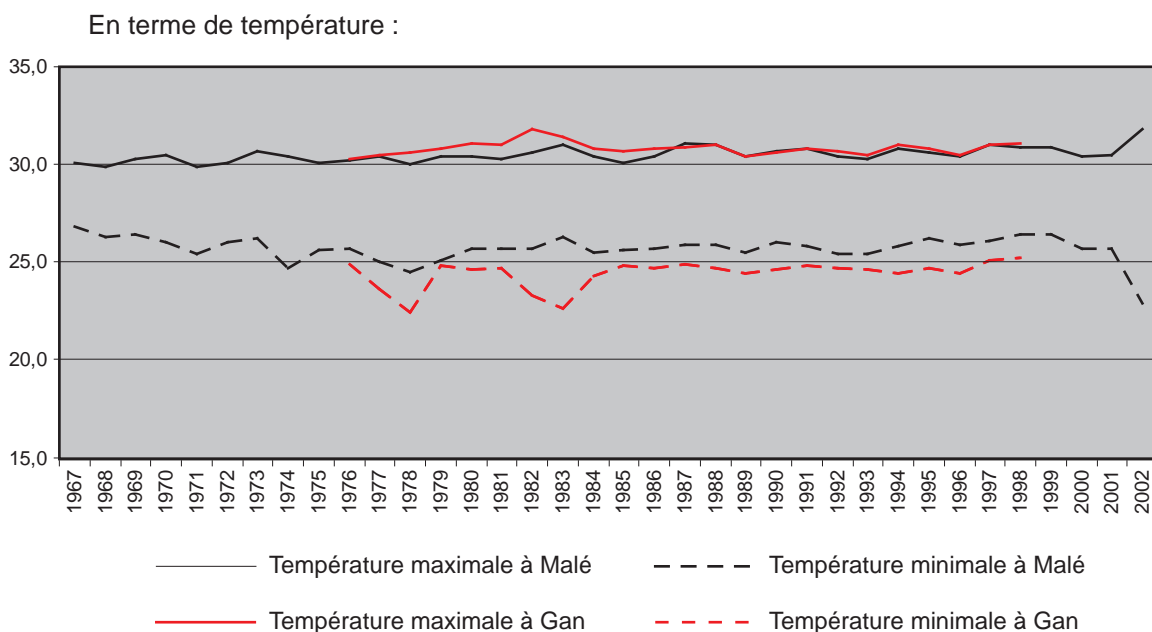 En terme de température :
35,0
30,0
25,0
20,0
15,0
1967 1968 1969 1970 1971 1972 1973 1974 1975 1976 1977 1978 1979 1980 1981 1982 1983 1984 1985 1986 1987 1988 1989 1990 1991 1992 1993 1994 1995 1996 1997 1998 1999 2000 2001 2002
Température maximale à Malé Température minimale à Malé
Température maximale à Gan Température minimale à Gan